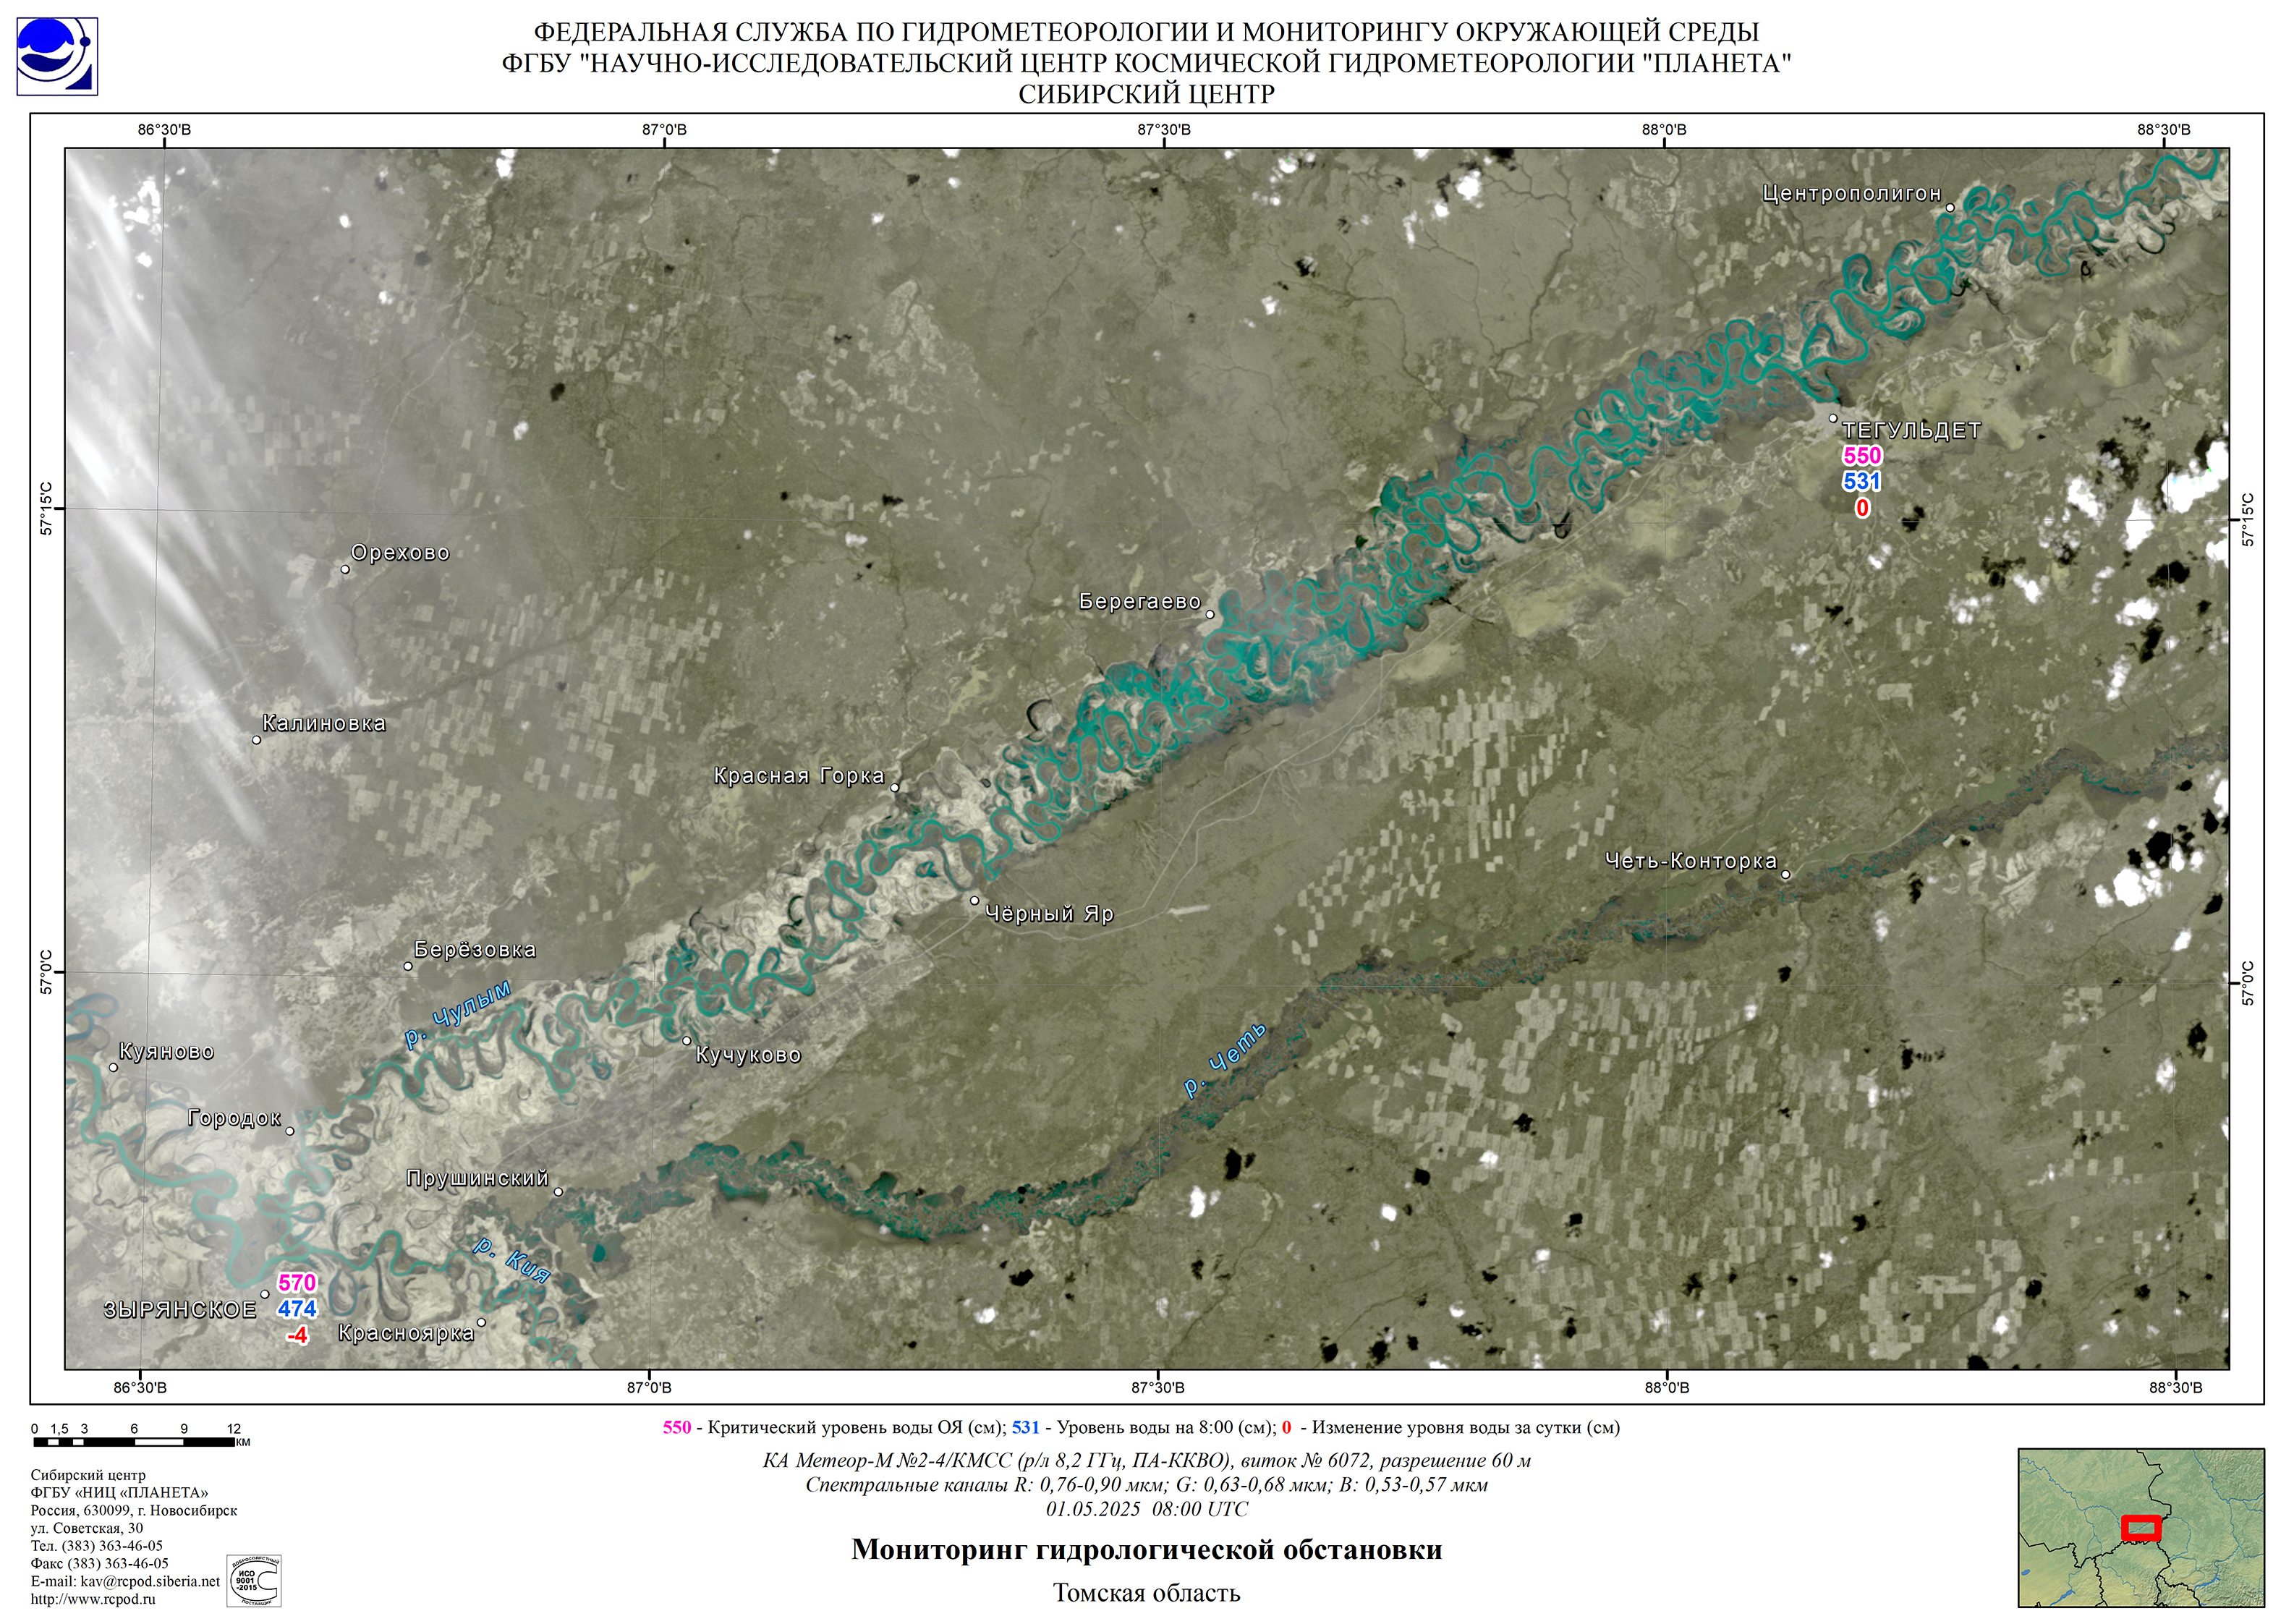 ФЕДЕРАЛЬНАЯ СЛУЖБА ПО ГИДРОМЕТЕОРОЛОГИИ И МОНИТОРИНГУ ОКРУЖАЮЩЕЙ СРЕДЫ
ФГБУ "НАУЧНО-ИССЛЕДОВАТЕЛЬСКИЙ ЦЕНТР КОСМИЧЕСКОЙ ГИДРОМЕТЕОРОЛОГИИ "ПЛАНЕТА"
СИБИРСКИЙ ЦЕНТР
86°30'В 87°0'В 87°30'В 88°0'В 88°30'В
Центрополигон
ТЕГУЛЬДЕТ
550
531
0
57°15'С
57°15'С
Орехово
Берегаево
Калиновка
Красная Горка
Четь-Конторка
Чёрный Яр
Берёзовка
57°0'С
57°0'С
р. Чулым
р. Четь
Куяново
Кучуково
Городок
Прушинский
р. Кия
570
ЗЫРЯНСКОЕ 474
-4
Красноярка
86°30'В 87°0'В 87°30'В 88°0'В 88°30'В
0 1,5 3 6 9 12
км
550 - Критический уровень воды ОЯ (см); 531 - Уровень воды на 8:00 (см); 0 - Изменение уровня воды за сутки (см)
КА Метеор-М №2-4/КМСС (р/л 8,2 ГГц, ПА-ККВО), виток № 6072, разрешение 60 м
Спектральные каналы R: 0,76-0,90 мкм; G: 0,63-0,68 мкм; B: 0,53-0,57 мкм
01.05.2025 08:00 UTC
Мониторинг гидрологической обстановки
Томская область
Сибирский центр
ФГБУ «НИЦ «ПЛАНЕТА»
Россия, 630099, г. Новосибирск
ул. Советская, 30
Тел. (383) 363-46-05
Факс (383) 363-46-05
E-mail: kav@rcpod.siberia.net
http://www.rcpod.ru
ДОБРОСОВЕСТНЫЙ
ИСО
9001
-2015
ПОСТАВЩИК